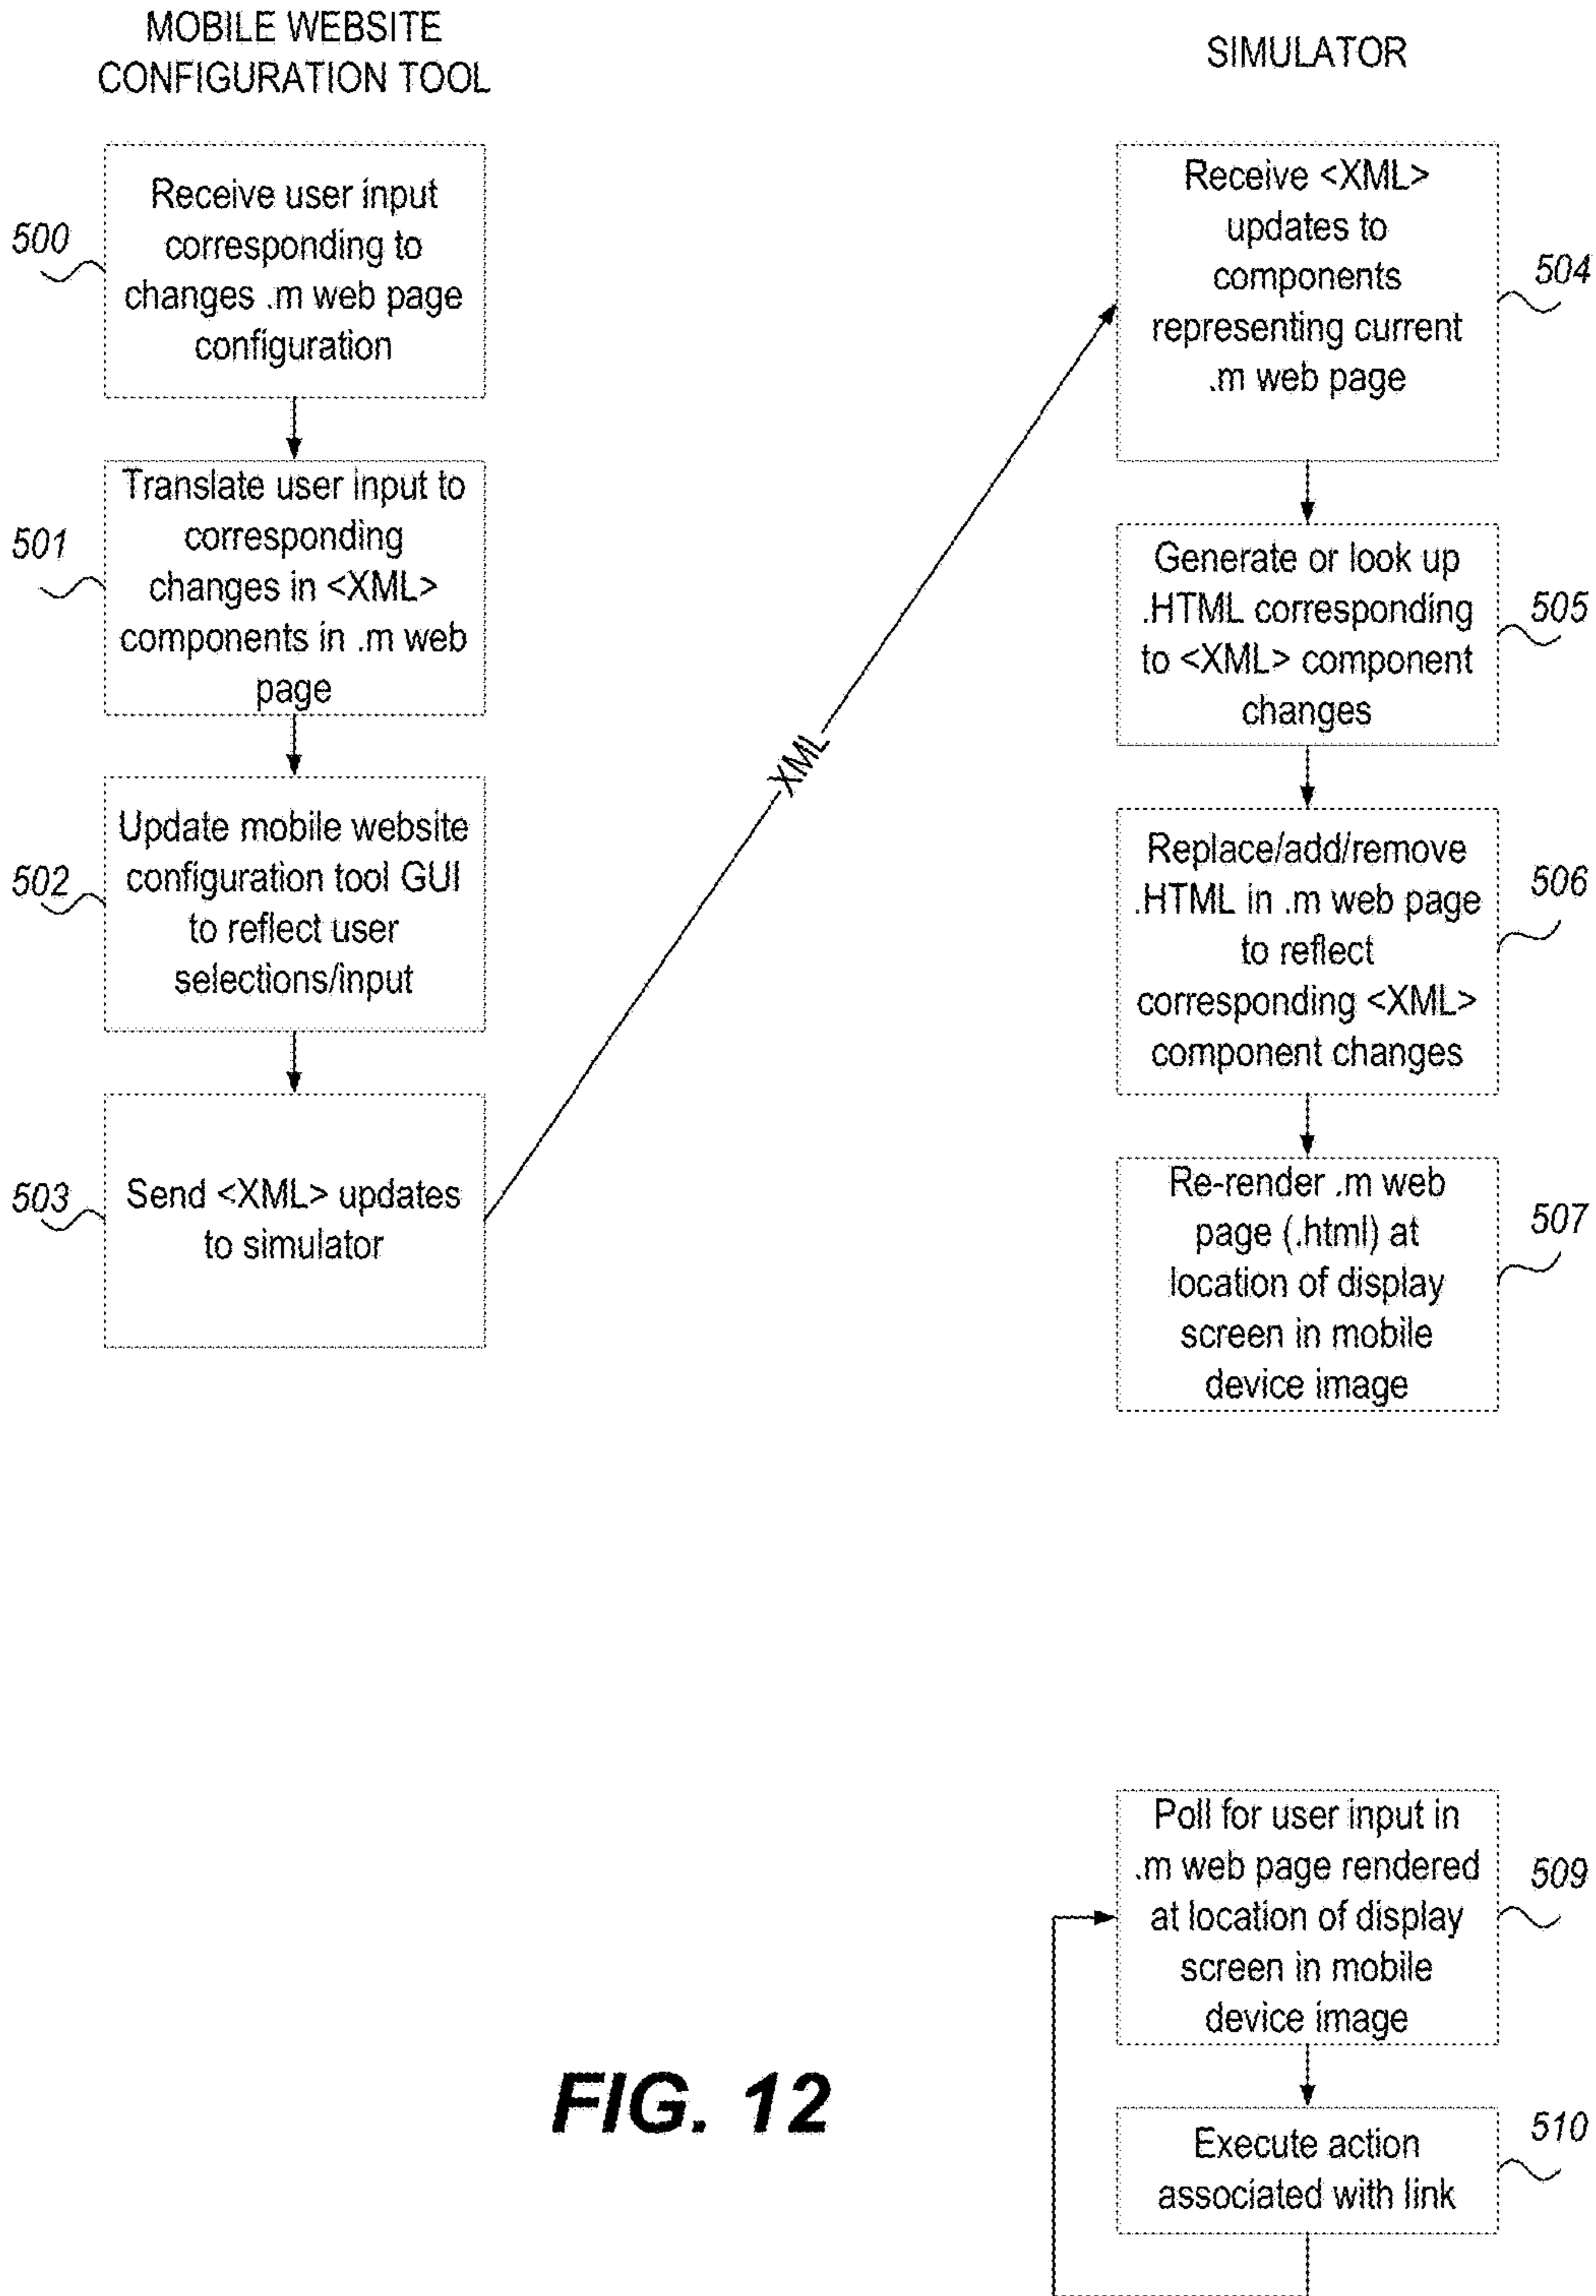 MOBILE WEBSITE
CONFIGURATION TOOL
500
Receive user input
corresponding to
changes .m web page
configuration
501
Translate user input to
corresponding
changes in <XML>
components in .m web
page
502
Update mobile website
configuration tool GUI
to reflect user
selections/input
503
Send <XML> updates
to simulator
XML
SIMULATOR
Receive <XML>
updates to
components
representing current
.m web page
504
Generate or look up
.HTML corresponding
to <XML> component
changes
505
Replace/add/remove
.HTML in .m web page
to reflect
corresponding <XML>
component changes
506
Re-render .m web
page (.html) at
location of display
screen in mobile
device image
507
Poll for user input in
.m web page rendered
at location of display
screen in mobile
device image
509
Execute action
associated with link
510
FIG. 12